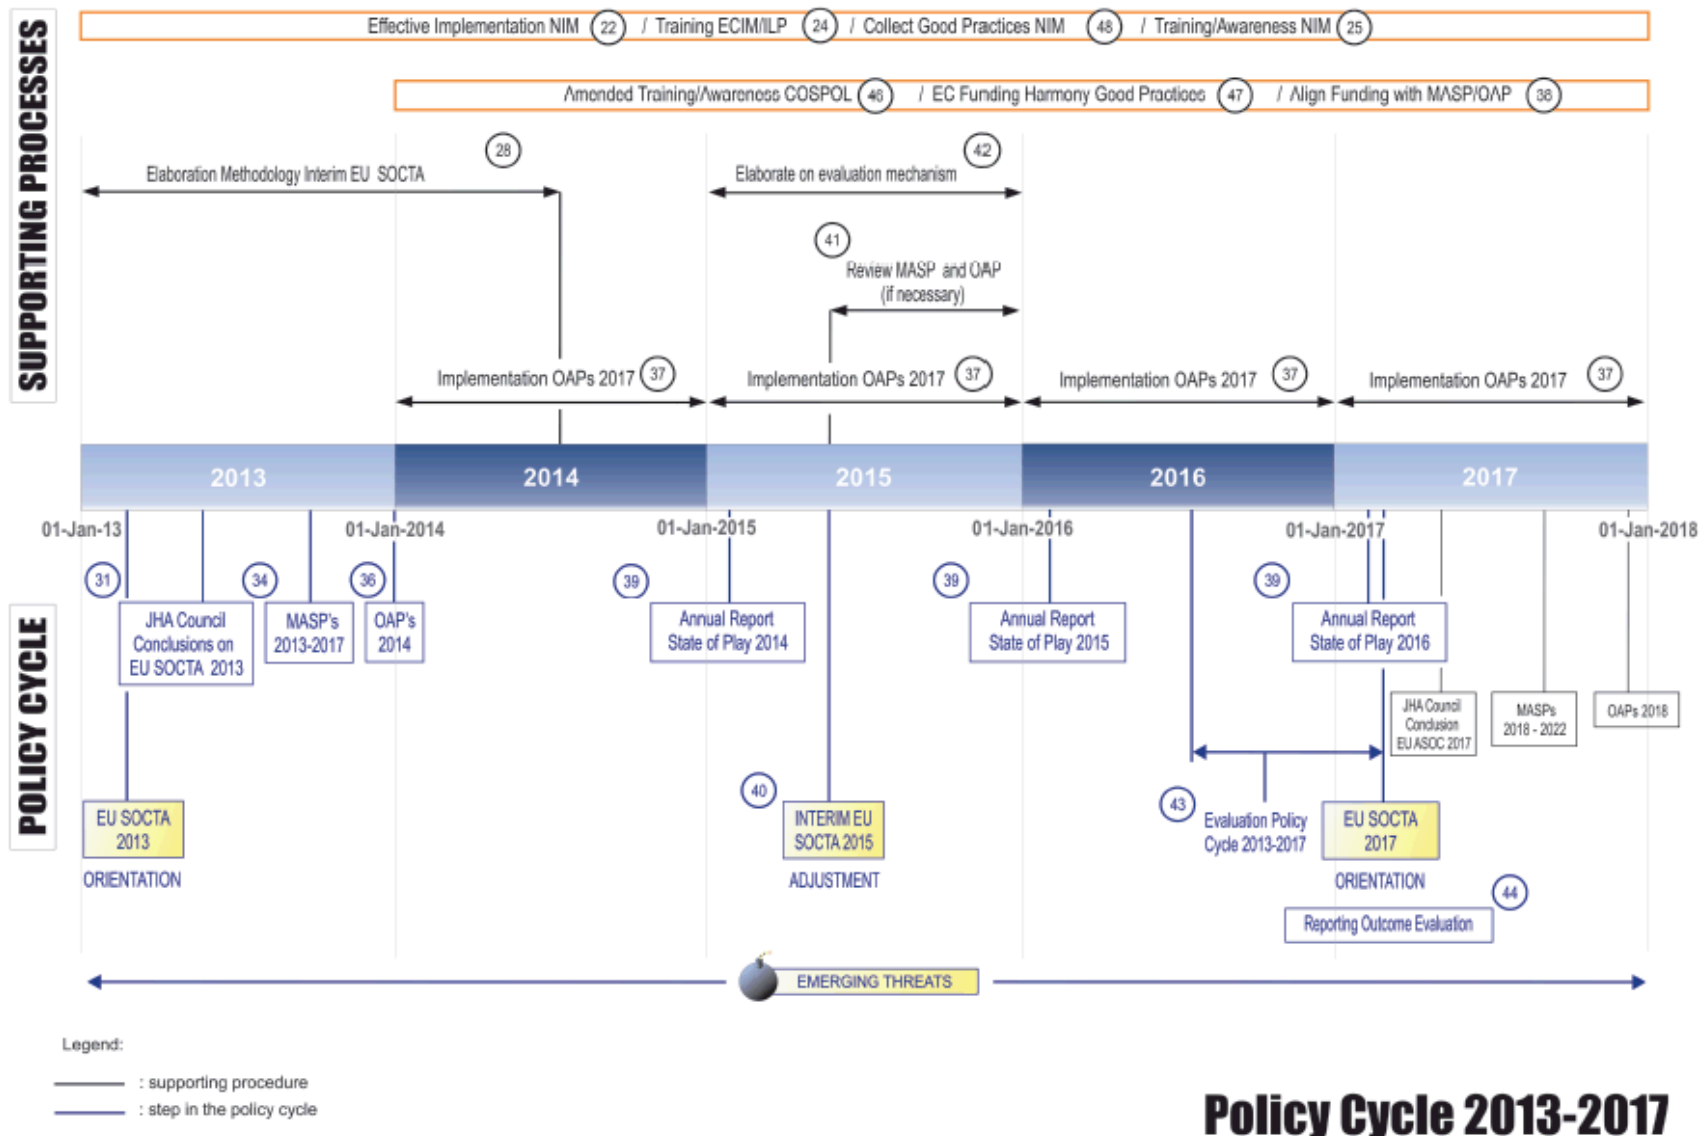 SUPPORTING PROCESSES
Effective Implementation NIM 22 / Training ECIM/ILP 24 / Collect Good Practices NIM 48 / Training/Awareness NIM 25
Amended Training/Awareness COSPOL 46 / EC Funding Harmony Good Practices 47 / Align Funding with MASP/OAP 38
28
Elaboration Methodology Interim EU SOCTA
42
Elaborate on evaluation mechanism
41
Review MASP and OAP
(if necessary)
Implementation OAPs 2017 37
Implementation OAPs 2017 37
Implementation OAPs 2017 37
Implementation OAPs 2017 37
2013
2014
2015
2016
2017
01-Jan-13
01-Jan-2014
01-Jan-2015
01-Jan-2016
01-Jan-2017
01-Jan-2018
POLICY CYCLE
31
JHA Council
Conclusions on
EU SOCTA 2013
34
MASP's
2013-2017
36
OAP's
2014
39
Annual Report
State of Play 2014
39
Annual Report
State of Play 2015
39
Annual Report
State of Play 2016
JHA Council
Conclusion
EU ASOC 2017
MASPs
2018 - 2022
OAPs 2018
EU SOCTA
2013
ORIENTATION
40
INTERIM EU
SOCTA 2015
ADJUSTMENT
43
Evaluation Policy
Cycle 2013-2017
EU SOCTA
2017
ORIENTATION
44
Reporting Outcome Evaluation
EMERGING THREATS
Legend:
: supporting procedure
: step in the policy cycle
Policy Cycle 2013-2017